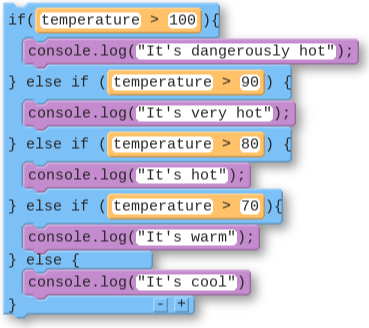 if( temperature > 100 ){
console.log("It's dangerously hot");
} else if ( temperature > 90 ) {
console.log("It's very hot");
} else if ( temperature > 80 ) {
console.log("It's hot");
} else if ( temperature > 70 ){
console.log("It's warm");
} else {
console.log("It's cool")
} - +